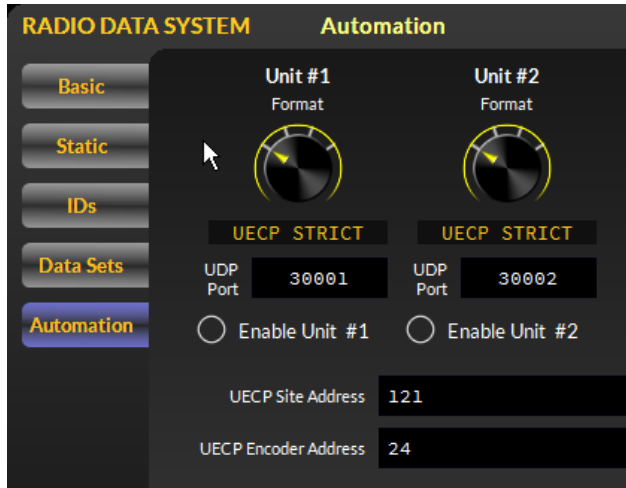 RADIO DATA SYSTEM Automation
Basic
Static
IDs
Data Sets
Automation
Unit #1 Unit #2
Format Format
UECP STRICT UECP STRICT
UDP Port 30001 UDP Port 30002
Enable Unit #1 Enable Unit #2
UECP Site Address 121
UECP Encoder Address 24